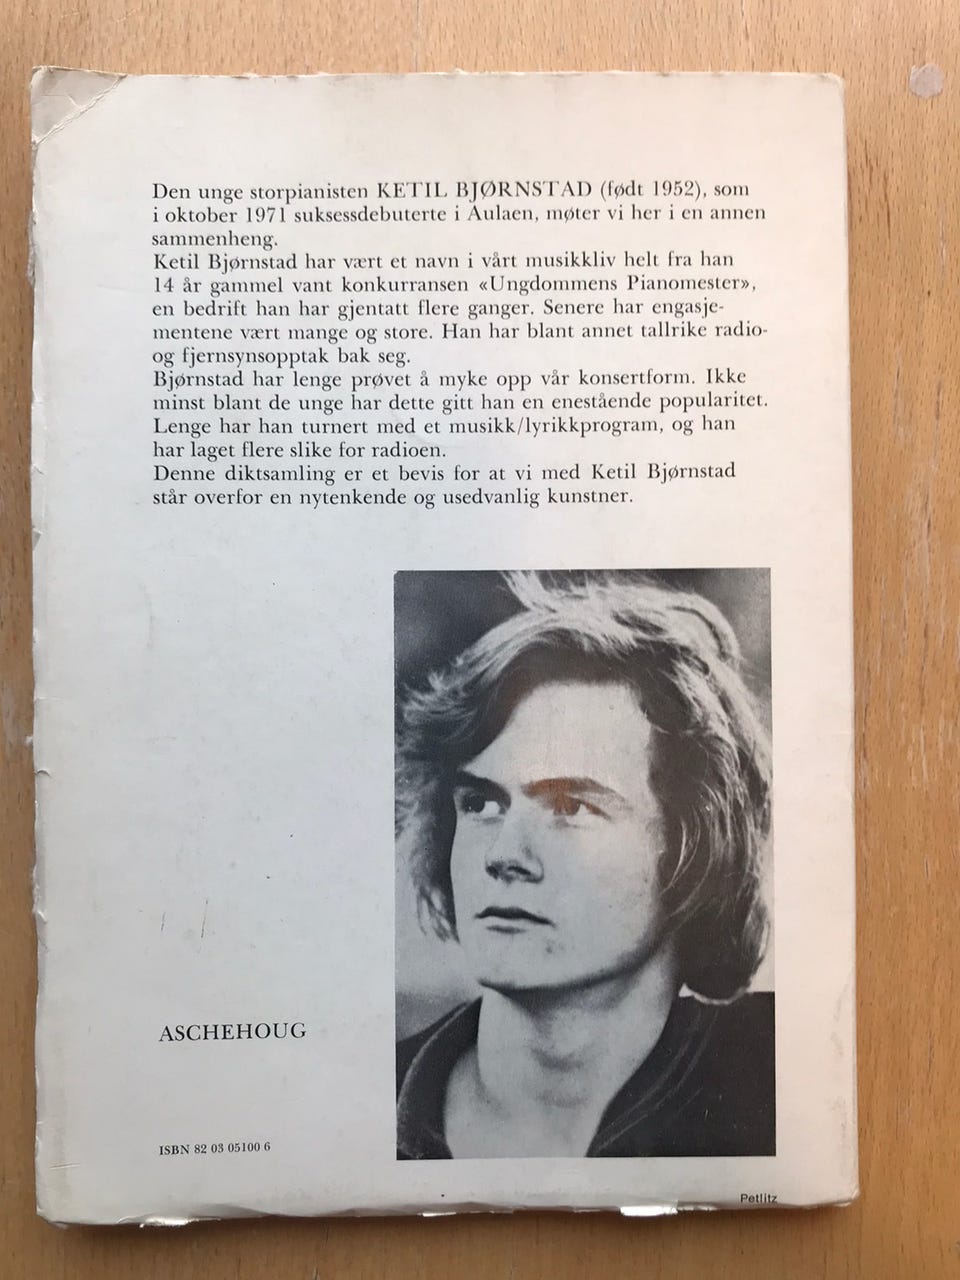 Den unge storpianisten KETIL BJØRNSTAD (født 1952), som
i oktober 1971 suksessdebuterte i Aulaen, møter vi her i en annen
sammenheng.
Ketil Bjørnstad har vært et navn i vårt musikkliv helt fra han
14 år gammel vant konkurransen «Ungdommens Pianomester»,
en bedrift han har gjentatt flere ganger. Senere har engasje-
mentene vært mange og store. Han har blant annet tallrike radio-
og fjernsynsopptak bak seg.
Bjørnstad har lenge prøvet å myke opp vår konsertform. Ikke
minst blant de unge har dette gitt han en enestående popularitet.
Lenge har han turnert med et musikk/lyrikkprogram, og han
har laget flere slike for radioen.
Denne diktsamling er et bevis for at vi med Ketil Bjørnstad
står overfor en nytenkende og usedvanlig kunstner.
ASCHEHOUG
ISBN 82 03 05100 6
Petlitz